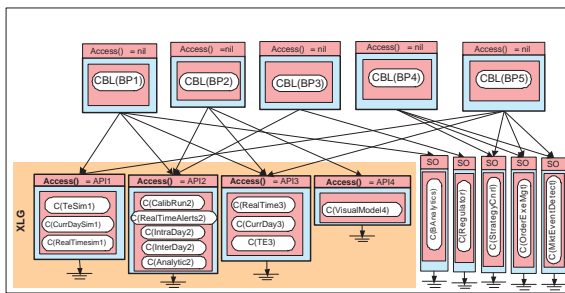 Access() =nil
Access() = nil
Access() = nil
Access() = nil
Access() = nil
CBL(BP1)
CBL(BP2)
CBL(BP3)
CBL(BP4)
CBL(BP5)
XLG
Access() = API1
C(TeSim1)
C(CurrDaySim1)
C(RealTimesim1)
Access() = API2
C(CalibRun2)
C(RealTimeAlerts2)
C(IntraDay2)
C(InterDay2)
C(Analytic2)
Access() = API3
C(RealTime3)
C(CurrDay3)
C(TE3)
Access() = API4
C(VisualModel4)
SO
C(BAnalytics)
SO
C(Regulator)
SO
C(StrategyCnrl)
SO
C(OrderExeMgt)
SO
C(MktEventDetect)